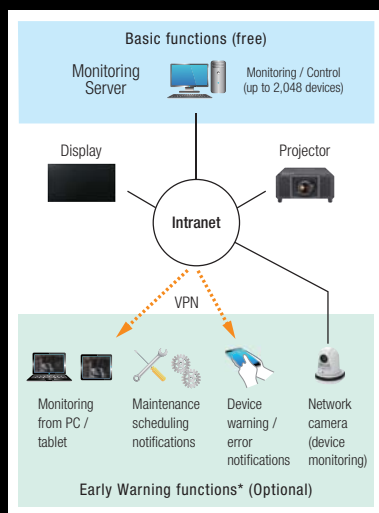 Basic functions (free)
Monitoring
Server
Monitoring / Control
(up to 2,048 devices)
Display
Projector
Intranet
VPN
Monitoring
from PC /
tablet
Maintenance
scheduling
notifications
Device
warning /
error
notifications
Network
camera
(device
monitoring)
Early Warning functions* (Optional)